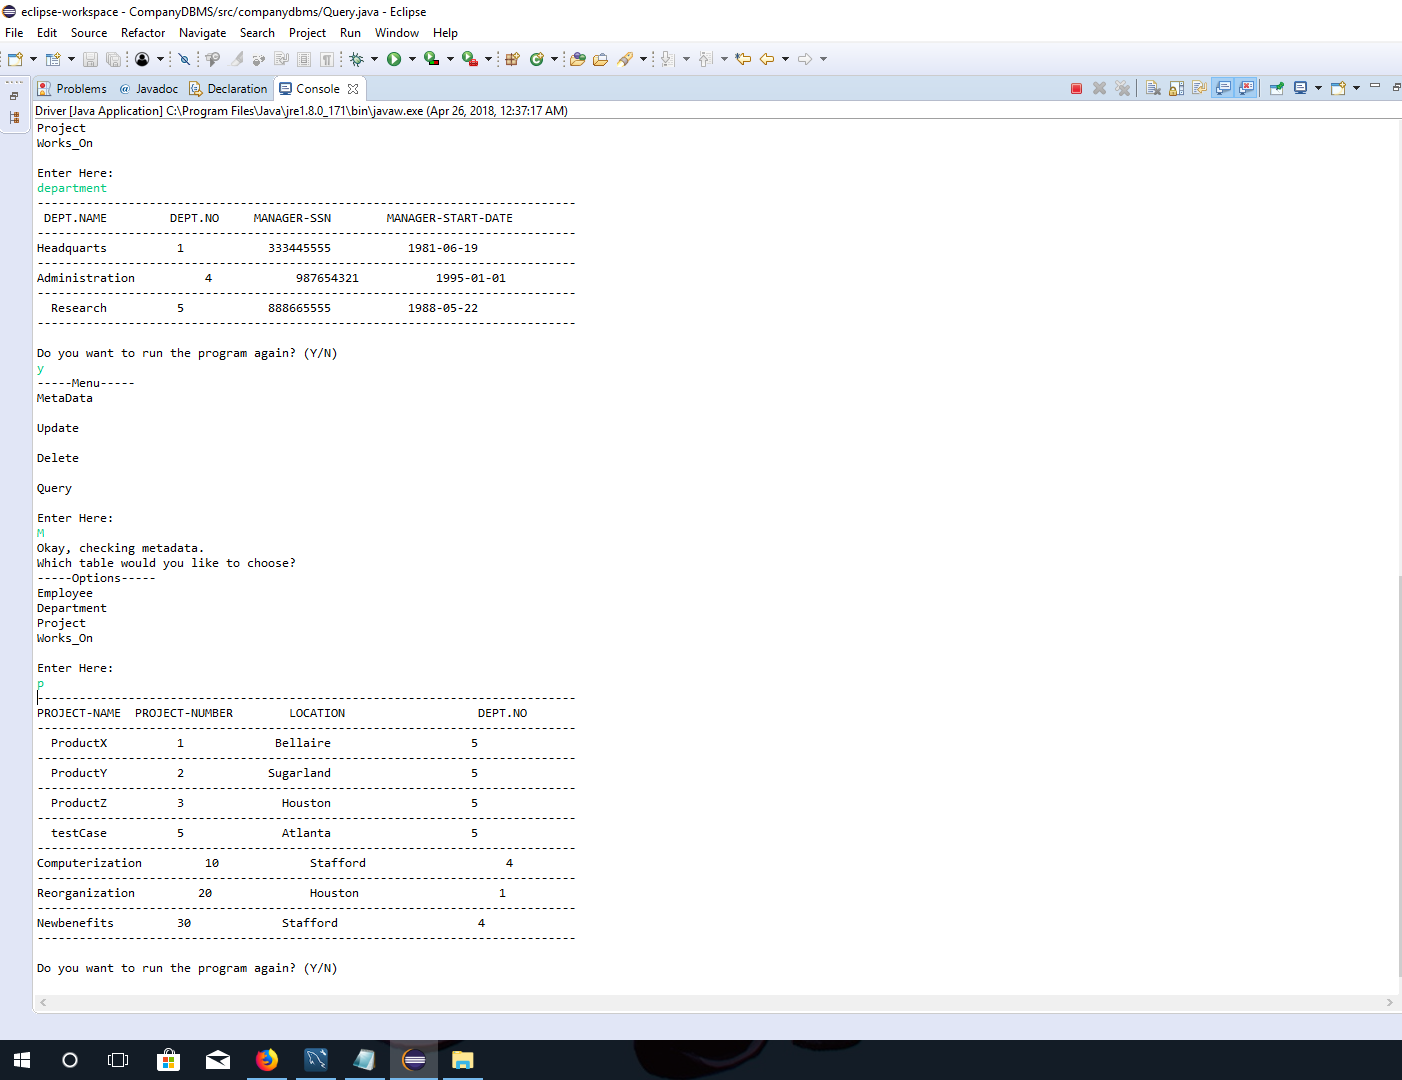 eclipse-workspace - CompanyDBMS/src/companydbms/Query.java - Eclipse
File Edit Source Refactor Navigate Search Project Run Window Help
Problems @ Javadoc Declaration Console
Driver [Java Application] C:\Program Files\Java\jre1.8.0_171\bin\javaw.exe (Apr 26, 2018, 12:37:17 AM)
Project
Works_On
Enter Here:
department
-----------------------------------------------------------------------------
DEPT.NAME DEPT.NO MANAGER-SSN MANAGER-START-DATE
-----------------------------------------------------------------------------
Headquarts 1 333445555 1981-06-19
-----------------------------------------------------------------------------
Administration 4 987654321 1995-01-01
-----------------------------------------------------------------------------
Research 5 888665555 1988-05-22
-----------------------------------------------------------------------------
Do you want to run the program again? (Y/N)
y
-----Menu-----
MetaData
Update
Delete
Query
Enter Here:
M
Okay, checking metadata.
Which table would you like to choose?
-----Options-----
Employee
Department
Project
Works_On
Enter Here:
p
-----------------------------------------------------------------------------
PROJECT-NAME PROJECT-NUMBER LOCATION DEPT.NO
-----------------------------------------------------------------------------
ProductX 1 Bellaire 5
-----------------------------------------------------------------------------
ProductY 2 Sugarland 5
-----------------------------------------------------------------------------
ProductZ 3 Houston 5
-----------------------------------------------------------------------------
testCase 5 Atlanta 5
-----------------------------------------------------------------------------
Computerization 10 Stafford 4
-----------------------------------------------------------------------------
Reorganization 20 Houston 1
-----------------------------------------------------------------------------
Newbenefits 30 Stafford 4
-----------------------------------------------------------------------------
Do you want to run the program again? (Y/N)